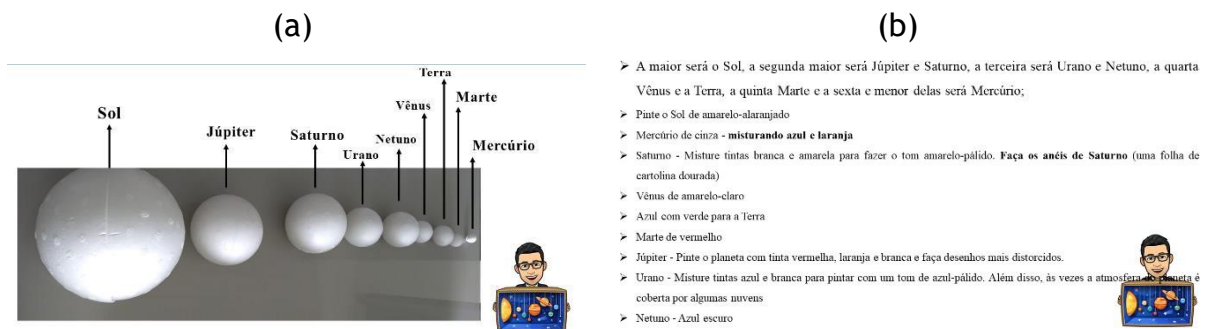 (a)
Sol
Júpiter
Saturno
Urano
Netuno
Vênus
Terra
Marte
Mercúrio
(b)
➢ A maior será o Sol, a segunda maior será Júpiter e Saturno, a terceira será Urano e Netuno, a quarta
Vênus e a Terra, a quinta Marte e a sexta e menor delas será Mercúrio;
➢ Pinte o Sol de amarelo-alaranjado
➢ Mercúrio de cinza - misturando azul e laranja
➢ Saturno - Misture tintas branca e amarela para fazer o tom amarelo-pálido. Faça os anéis de Saturno (uma folha de
cartolina dourada)
➢ Vênus de amarelo-claro
➢ Azul com verde para a Terra
➢ Marte de vermelho
➢ Júpiter - Pinte o planeta com tinta vermelha, laranja e branca e faça desenhos mais distorcidos.
➢ Urano - Misture tintas azul e branca para pintar com um tom de azul-pálido. Além disso, às vezes a atmosfera do planeta é
coberta por algumas nuvens
➢ Netuno - Azul escuro